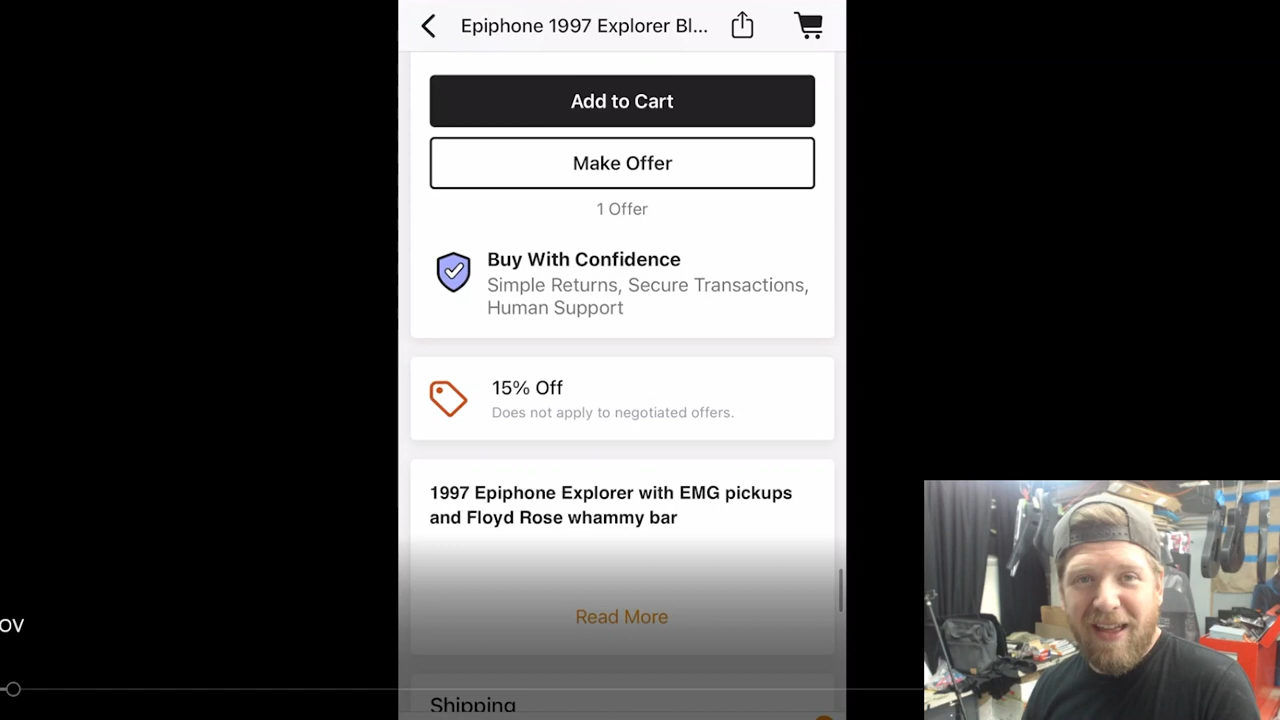 Epiphone 1997 Explorer Bl...
Add to Cart
Make Offer
1 Offer
Buy With Confidence
Simple Returns, Secure Transactions,
Human Support
15% Off
Does not apply to negotiated offers.
1997 Epiphone Explorer with EMG pickups
and Floyd Rose whammy bar
Read More
OV
Shipping